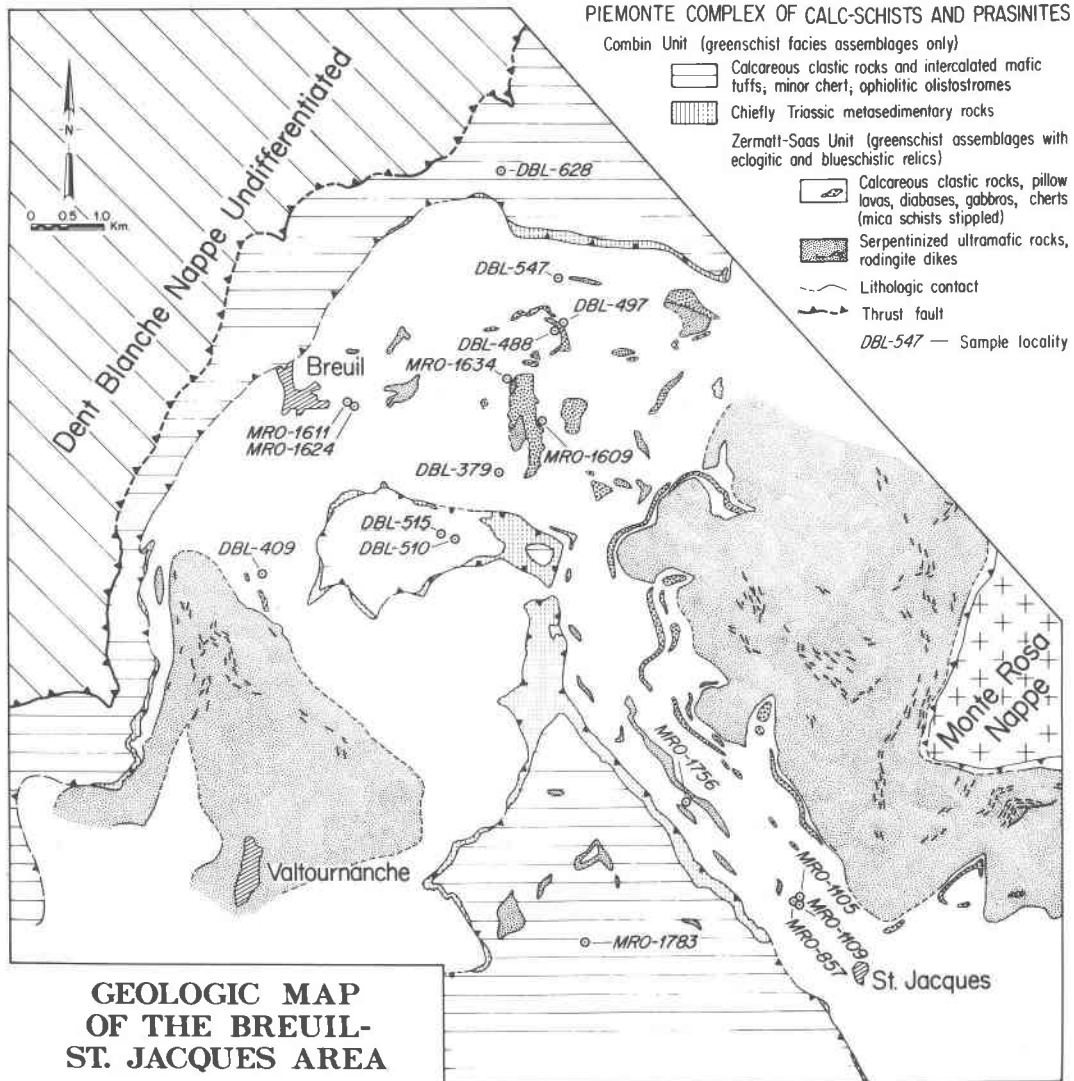 PIEMONTE COMPLEX OF CALC-SCHISTS AND PRASINITES
Combin Unit (greenschist facies assemblages only)
Calcareous clastic rocks and intercalated mafic
tuffs; minor chert; ophiolitic olistostromes
Chiefly Triassic metasedimentary rocks
Zermatt-Saas Unit (greenschist assemblages with
eclogitic and blueschistic relics)
Calcareous clastic rocks, pillow
lavas, diabases, gabbros, cherts
(mica schists stippled)
Serpentinized ultramafic rocks,
rodingite dikes
Lithologic contact
Thrust fault
DBL-547 — Sample locality
N
0 0.5 1.0
Km.
Dent Blanche Nappe Undifferentiated
DBL-628
DBL-547
DBL-497
DBL-488
MRO-1634
Breuil
MRO-1611
MRO-1624
MRO-1609
DBL-379
DBL-515
DBL-510
DBL-409
Monte Rosa
Nappe
MRO-1756
Valtournanche
MRO-1105
MRO-1109
MRO-857
MRO-1783
St. Jacques
GEOLOGIC MAP
OF THE BREUIL-
ST. JACQUES AREA